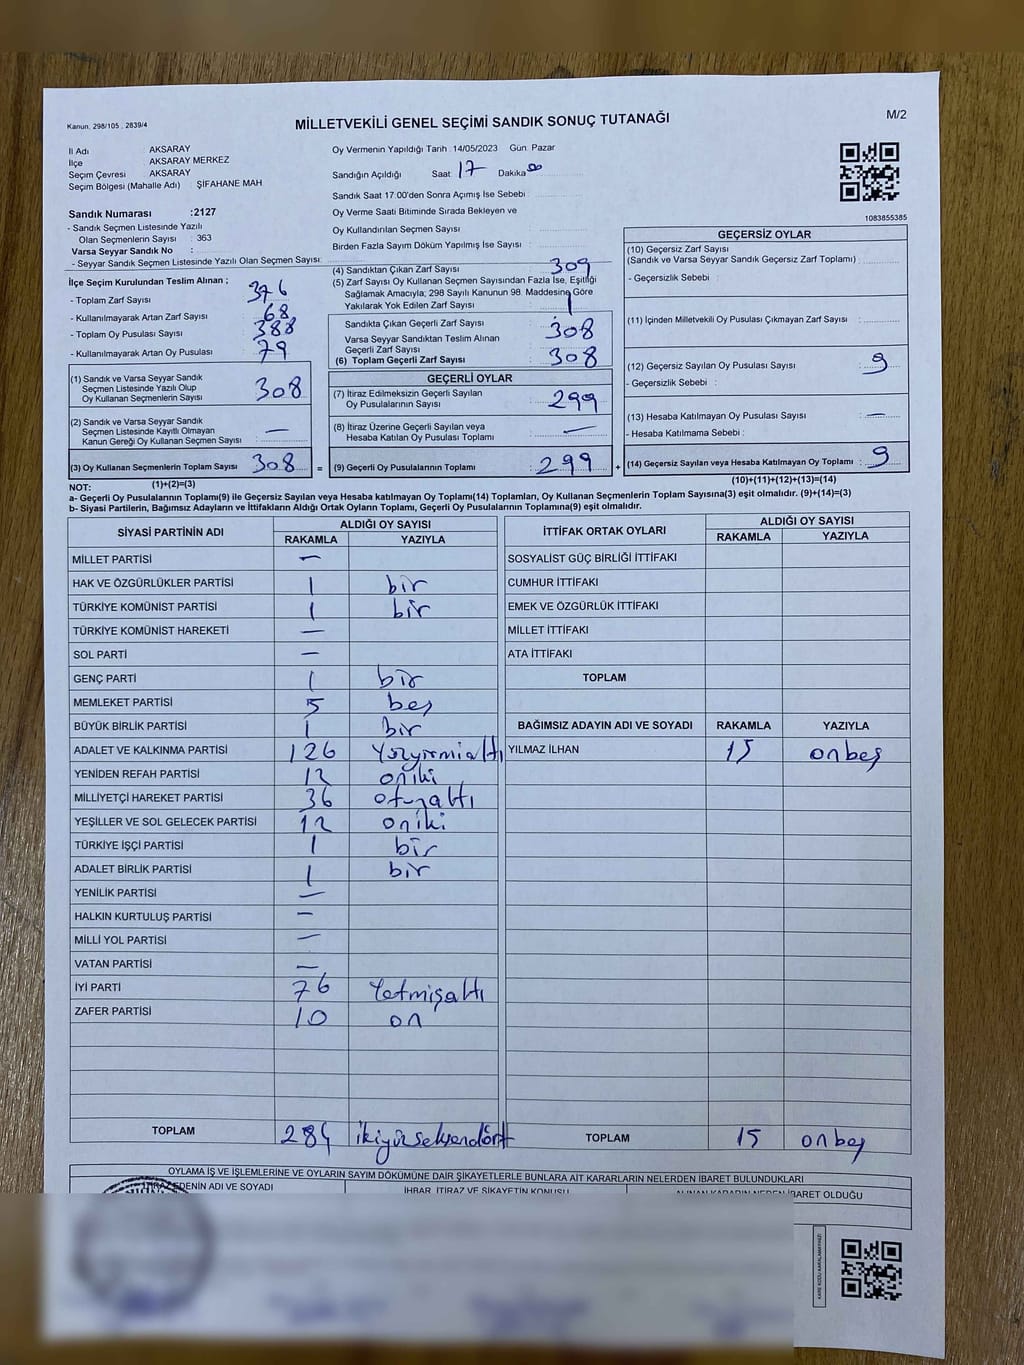 Kanun. 298/105 , 2839/4
MİLLETVEKİLİ GENEL SEÇİMİ SANDIK SONUÇ TUTANAĞI
M/2
İl Adı : AKSARAY
İlçe : AKSARAY MERKEZ
Seçim Çevresi : AKSARAY
Seçim Bölgesi (Mahalle Adı) : ŞİFAHANE MAH
Sandık Numarası :2127
- Sandık Seçmen Listesinde Yazılı
Olan Seçmenlerin Sayısı : 363
Varsa Seyyar Sandık No :
- Seyyar Sandık Seçmen Listesinde Yazılı Olan Seçmen Sayısı:
Oy Vermenin Yapıldığı Tarih :14/05/2023 Gün: Pazar
Sandığın Açıldığı Saat 17 Dakika 00
Sandık Saat 17:00'den Sonra Açımış İse Sebebi :
Oy Verme Saati Bitiminde Sırada Bekleyen ve
Oy Kullandırılan Seçmen Sayısı :
Birden Fazla Sayım Döküm Yapılmış İse Sayısı :
1083855385
İlçe Seçim Kurulundan Teslim Alınan ;
- Toplam Zarf Sayısı : 376
- Kullanılmayarak Artan Zarf Sayısı : 68
- Toplam Oy Pusulası Sayısı : 388
- Kullanılmayarak Artan Oy Pusulası : 79
(1) Sandık ve Varsa Seyyar Sandık
Seçmen Listesinde Yazılı Olup
Oy Kullanan Seçmenlerin Sayısı : 308
(2) Sandık ve Varsa Seyyar Sandık
Seçmen Listesinde Kayıtlı Olmayan
Kanun Gereği Oy Kullanan Seçmen Sayısı : —
(3) Oy Kullanan Seçmenlerin Toplam Sayısı : 308 =
(1)+(2)=(3)
(4) Sandıktan Çıkan Zarf Sayısı : 309
(5) Zarf Sayısı Oy Kullanan Seçmen Sayısından Fazla İse, Eşitliği
Sağlamak Amacıyla; 298 Sayılı Kanunun 98. Maddesine Göre
Yakılarak Yok Edilen Zarf Sayısı : 1
Sandıkta Çıkan Geçerli Zarf Sayısı : 308
Varsa Seyyar Sandıktan Teslim Alınan
Geçerli Zarf Sayısı :
(6) Toplam Geçerli Zarf Sayısı : 308
GEÇERLİ OYLAR
(7) İtiraz Edilmeksizin Geçerli Sayılan
Oy Pusulalarının Sayısı : 299
(8) İtiraz Üzerine Geçerli Sayılan veya
Hesaba Katılan Oy Pusulası Toplamı : —
(9) Geçerli Oy Pusulalarının Toplamı : 299 +
GEÇERSİZ OYLAR
(10) Geçersiz Zarf Sayısı
(Sandık ve Varsa Seyyar Sandık Geçersiz Zarf Toplamı) :
- Geçersizlik Sebebi :
(11) İçinden Milletvekili Oy Pusulası Çıkmayan Zarf Sayısı :
(12) Geçersiz Sayılan Oy Pusulası Sayısı : 9
- Geçersizlik Sebebi :
(13) Hesaba Katılmayan Oy Pusulası Sayısı : —
- Hesaba Katılmama Sebebi :
(14) Geçersiz Sayılan veya Hesaba Katılmayan Oy Toplamı : 9
(10)+(11)+(12)+(13)=(14)
NOT:
a- Geçerli Oy Pusulalarının Toplamı(9) ile Geçersiz Sayılan veya Hesaba katılmayan Oy Toplamı(14) Toplamları, Oy Kullanan Seçmenlerin Toplam Sayısına(3) eşit olmalıdır. (9)+(14)=(3)
b- Siyasi Partilerin, Bağımsız Adayların ve İttifakların Aldığı Ortak Oyların Toplamı, Geçerli Oy Pusulalarının Toplamına(9) eşit olmalıdır.
SİYASİ PARTİNİN ADI ALDIĞI OY SAYISI
RAKAMLA YAZIYLA
MİLLET PARTİSİ —
HAK VE ÖZGÜRLÜKLER PARTİSİ 1 bir
TÜRKİYE KOMÜNİST PARTİSİ 1 bir
TÜRKİYE KOMÜNİST HAREKETİ —
SOL PARTİ —
GENÇ PARTİ 1 bir
MEMLEKET PARTİSİ 5 beş
BÜYÜK BİRLİK PARTİSİ 1 bir
ADALET VE KALKINMA PARTİSİ 126 Yüzyirmialtı
YENİDEN REFAH PARTİSİ 12 oniki
MİLLİYETÇİ HAREKET PARTİSİ 36 otuzaltı
YEŞİLLER VE SOL GELECEK PARTİSİ 12 oniki
TÜRKİYE İŞÇİ PARTİSİ 1 bir
ADALET BİRLİK PARTİSİ 1 bir
YENİLİK PARTİSİ —
HALKIN KURTULUŞ PARTİSİ —
MİLLİ YOL PARTİSİ —
VATAN PARTİSİ —
İYİ PARTİ 76 Yetmişaltı
ZAFER PARTİSİ 10 on
TOPLAM 284 ikiyüzseksendört
İTTİFAK ORTAK OYLARI ALDIĞI OY SAYISI
RAKAMLA YAZIYLA
SOSYALİST GÜÇ BİRLİĞİ İTTİFAKI
CUMHUR İTTİFAKI
EMEK VE ÖZGÜRLÜK İTTİFAKI
MİLLET İTTİFAKI
ATA İTTİFAKI
TOPLAM
BAĞIMSIZ ADAYIN ADI VE SOYADI RAKAMLA YAZIYLA
YILMAZ İLHAN 15 onbeş
TOPLAM 15 onbeş
OYLAMA İŞ VE İŞLEMLERİNE VE OYLARIN SAYIM DÖKÜMÜNE DAİR ŞİKAYETLERLE BUNLARA AİT KARARLARIN NELERDEN İBARET BULUNDUKLARI
İTİRAZ EDENİN ADI VE SOYADI İHBAR, İTİRAZ VE ŞİKAYETİN KONUSU ALINAN KARARIN NEDEN İBARET OLDUĞU